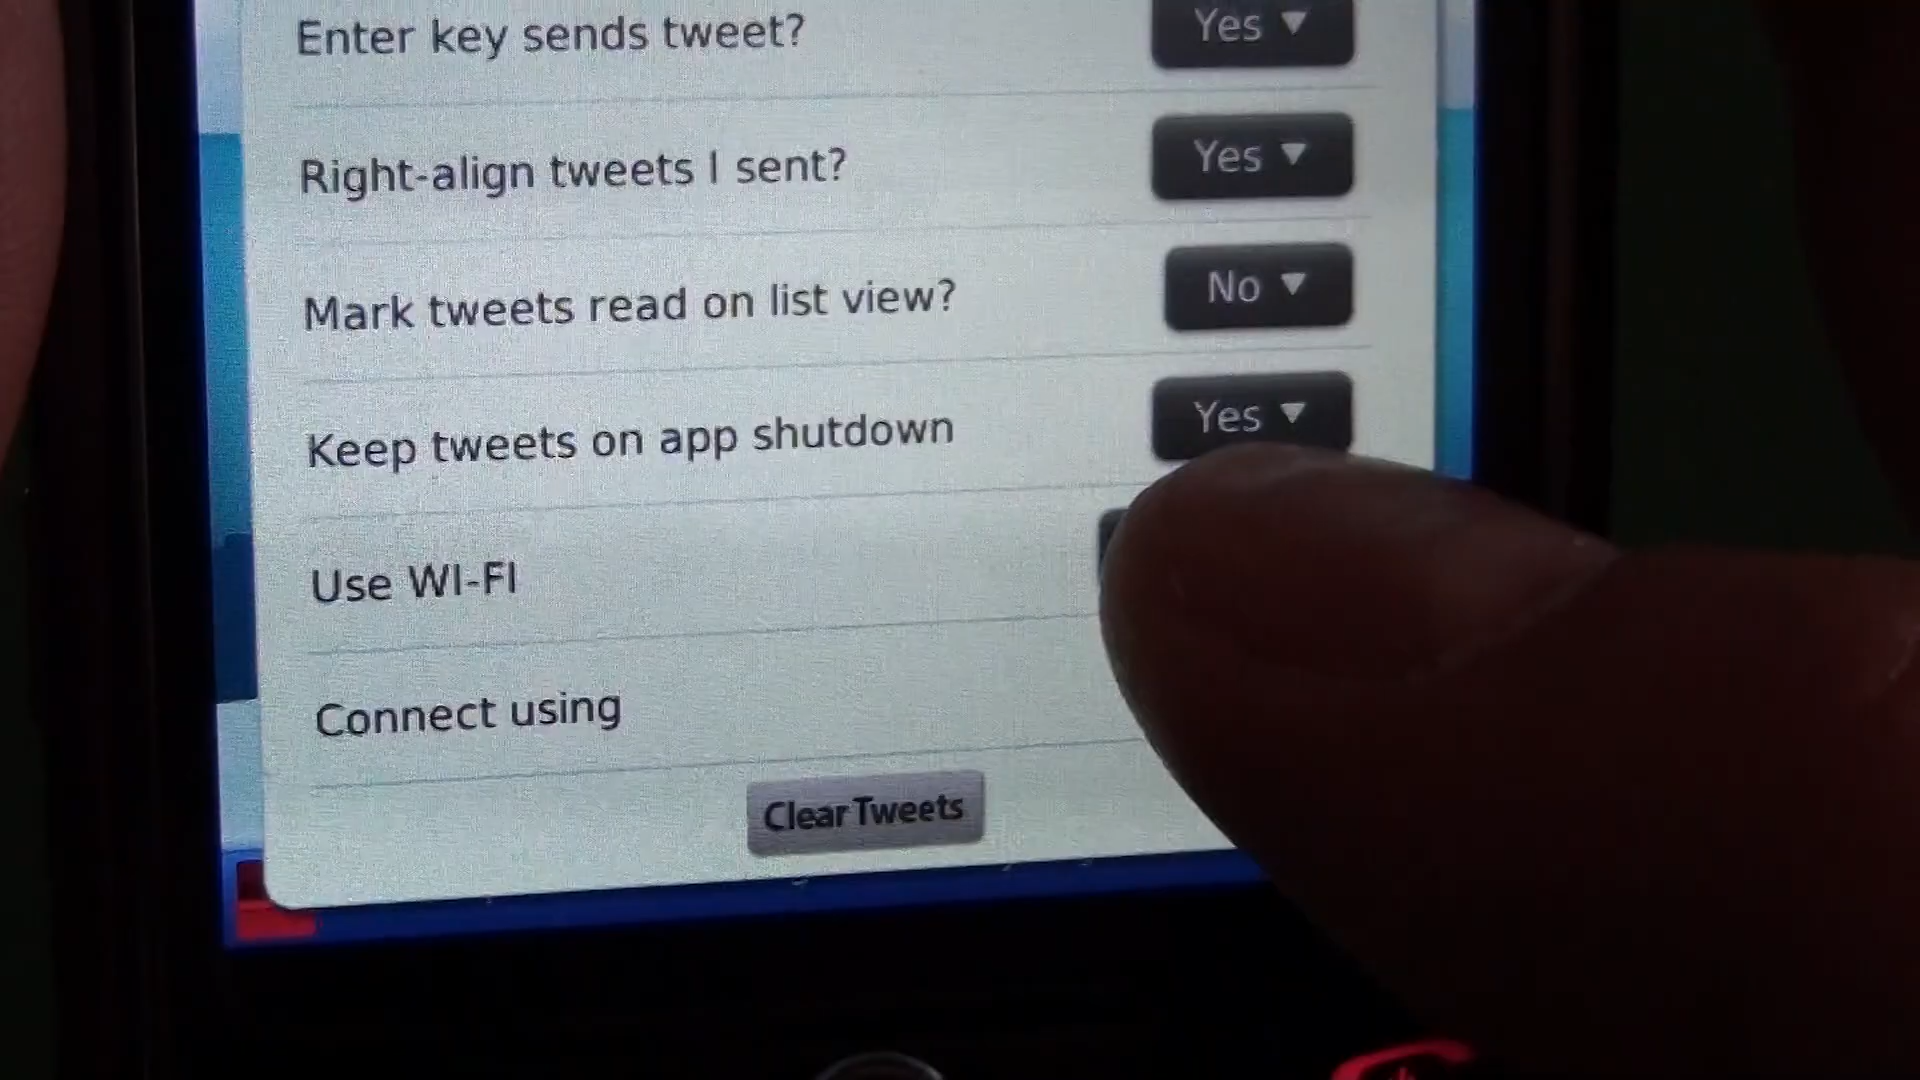 Enter key sends tweet? Yes
Right-align tweets I sent? Yes
Mark tweets read on list view? No
Keep tweets on app shutdown Yes
Use WI-FI
Connect using
Clear Tweets